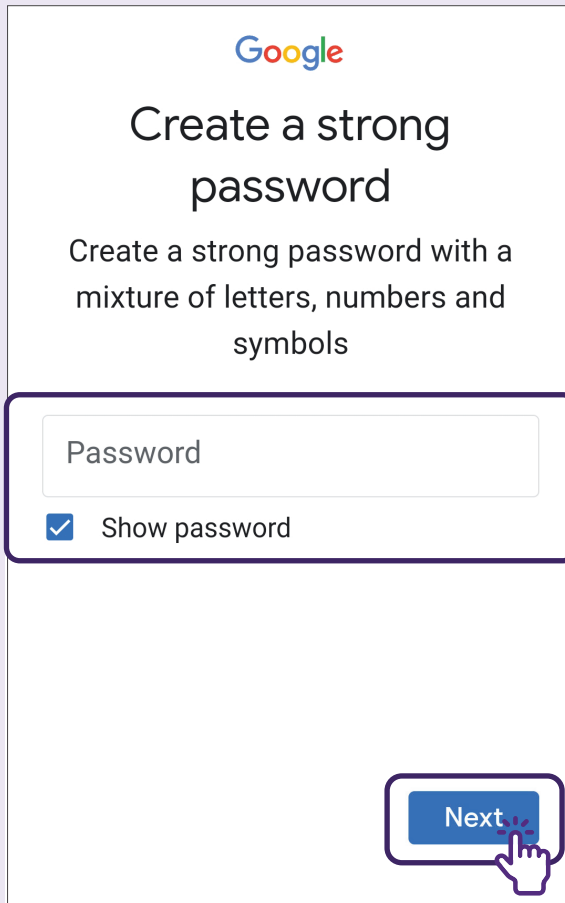 Google
Create a strong
password
Create a strong password with a
mixture of letters, numbers and
symbols
Password
Show password
Next